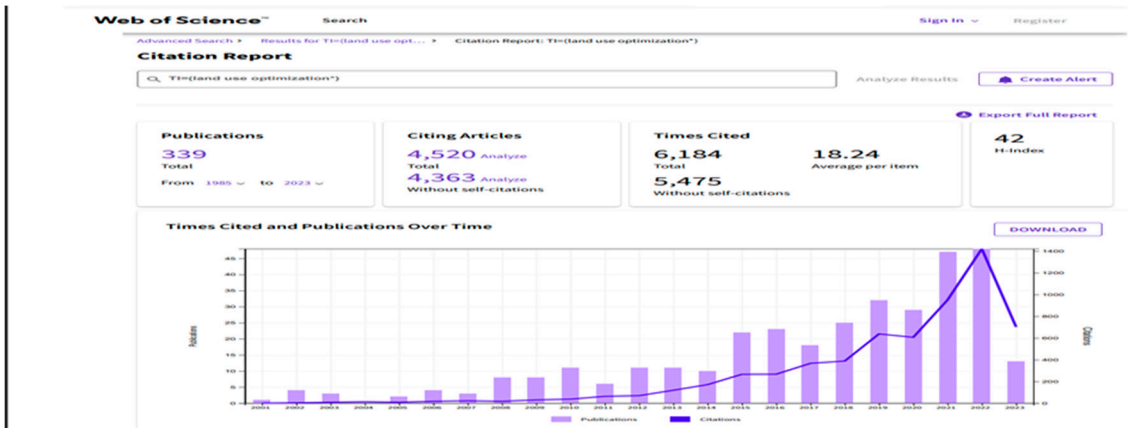 Web of Science™ Search Sign In Register
Advanced Search > Results for TI=(land use opt... > Citation Report: TI=(land use optimization*)
Citation Report
TI=(land use optimization*) Analyze Results Create Alert
Export Full Report
Publications
339
Total
From 1985 to 2023
Citing Articles
4,520 Analyze
Total
4,363 Analyze
Without self-citations
Times Cited
6,184
Total
5,475
Without self-citations
18.24
Average per item
42
H-Index
Times Cited and Publications Over Time
DOWNLOAD
Publications
45
40
35
30
25
20
15
10
5
0
1400
1200
1000
800
600
400
200
0
Citations
2001 2002 2003 2004 2005 2006 2007 2008 2009 2010 2011 2012 2013 2014 2015 2016 2017 2018 2019 2020 2021 2022 2023
Publications Citations